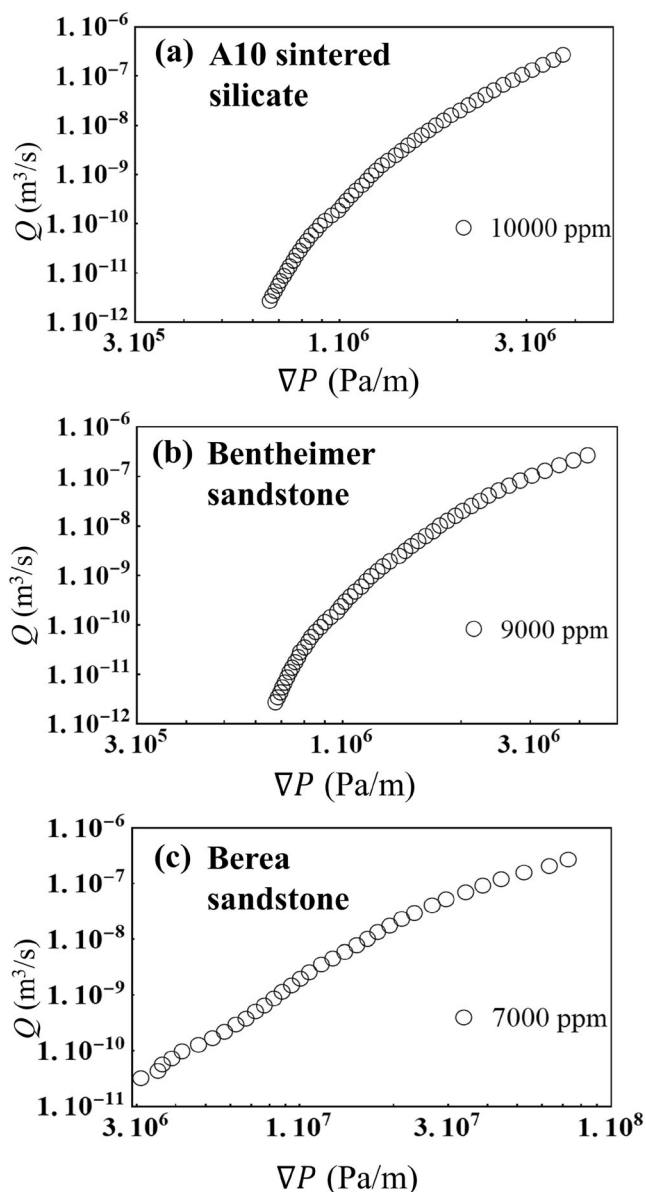 (a) A10 sintered
silicate
1. 10⁻⁶
1. 10⁻⁷
1. 10⁻⁸
1. 10⁻⁹
1. 10⁻¹⁰
1. 10⁻¹¹
1. 10⁻¹²
Q (m³/s)
10000 ppm
3. 10⁵ 1. 10⁶ 3. 10⁶
∇P (Pa/m)
(b) Bentheimer
sandstone
1. 10⁻⁶
1. 10⁻⁷
1. 10⁻⁸
1. 10⁻⁹
1. 10⁻¹⁰
1. 10⁻¹¹
1. 10⁻¹²
Q (m³/s)
9000 ppm
3. 10⁵ 1. 10⁶ 3. 10⁶
∇P (Pa/m)
(c) Berea
sandstone
1. 10⁻⁶
1. 10⁻⁷
1. 10⁻⁸
1. 10⁻⁹
1. 10⁻¹⁰
1. 10⁻¹¹
Q (m³/s)
7000 ppm
3. 10⁶ 1. 10⁷ 3. 10⁷ 1. 10⁸
∇P (Pa/m)